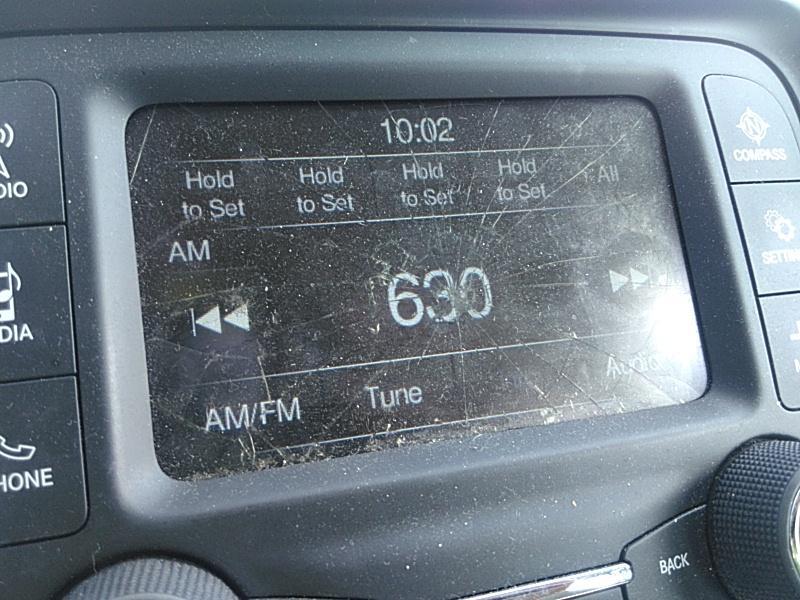 10:02
Hold to Set
Hold to Set
Hold to Set
Hold to Set
All
AM
630
AM/FM
Tune
Audio
COMPASS
PHONE
BACK